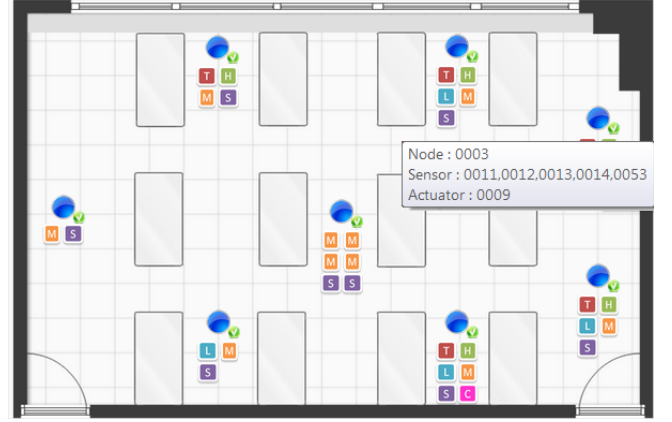 T H
M S
T H
L M
S
T H
Node : 0003
Sensor : 0011,0012,0013,0014,0053
Actuator : 0009
M S
M M
M M
S S
T H
L M
S
L M
S
T H
L M
S C